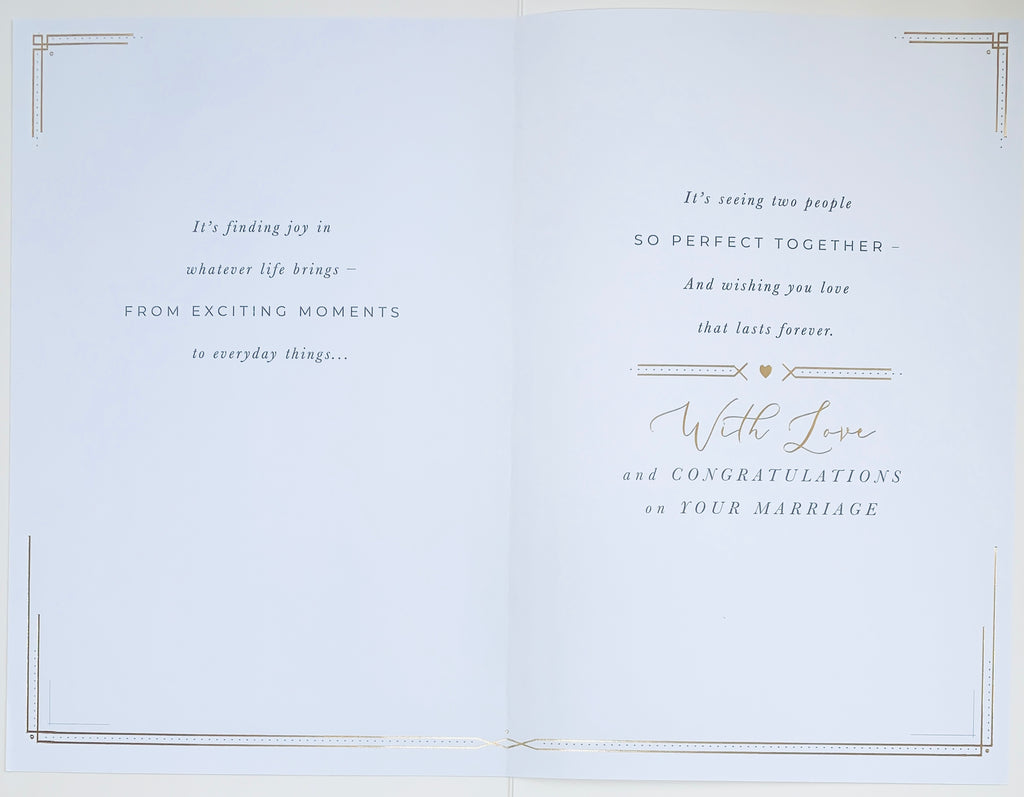 It's finding joy in
whatever life brings –
FROM EXCITING MOMENTS
to everyday things...
It's seeing two people
SO PERFECT TOGETHER –
And wishing you love
that lasts forever.
With Love
and CONGRATULATIONS
on YOUR MARRIAGE